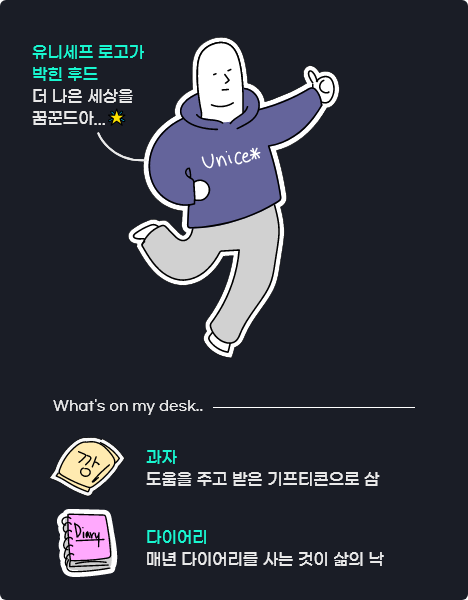 유니세프 로고가
박힌 후드
더 나은 세상을
꿈꾼드아...
Unice*
What's on my desk..
깡
과자
도움을 주고 받은 기프티콘으로 삼
Diary
다이어리
매년 다이어리를 사는 것이 삶의 낙